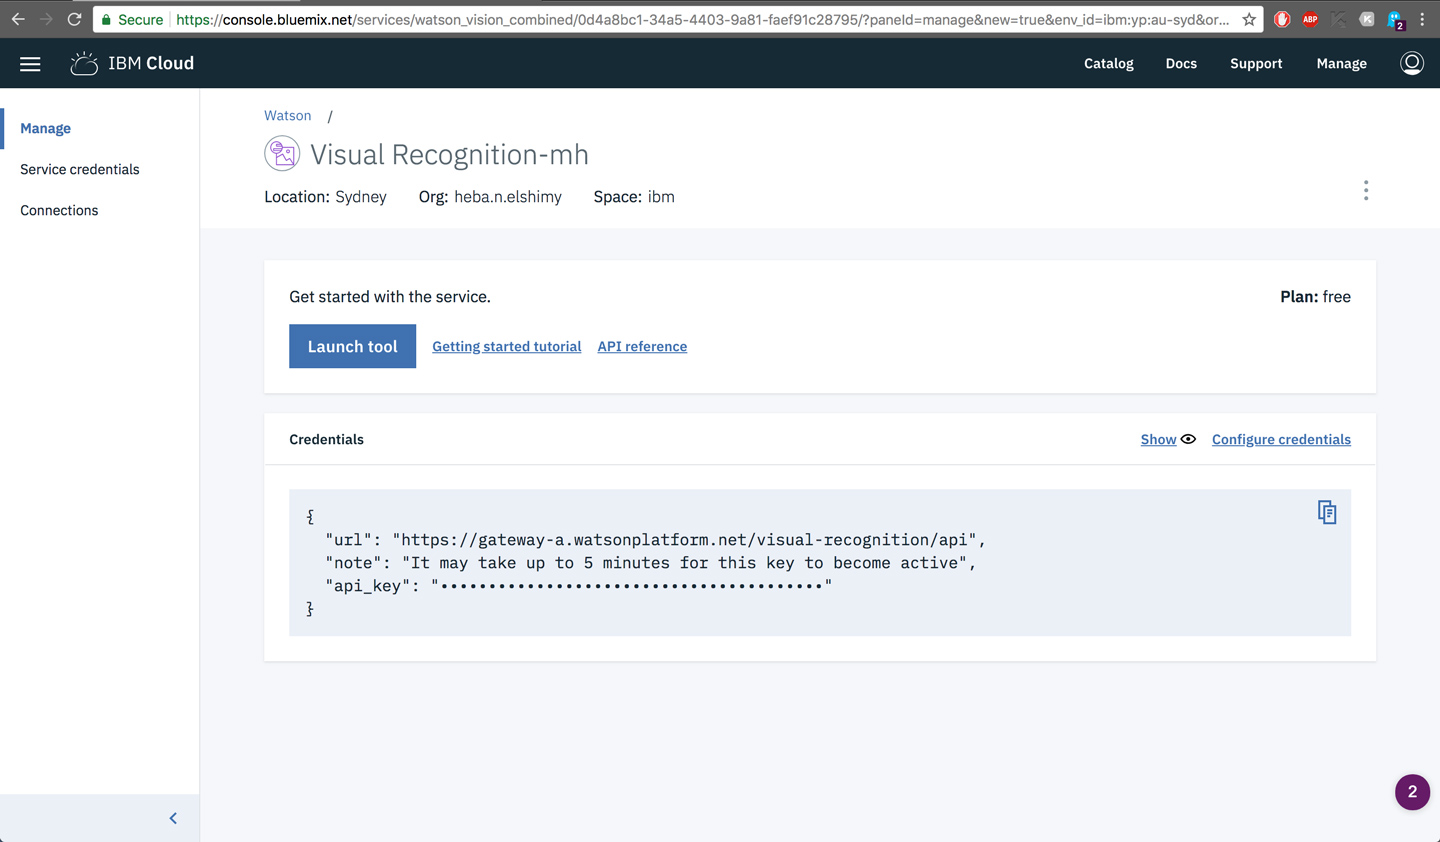 Secure https://console.bluemix.net/services/watson_vision_combined/0d4a8bc1-34a5-4403-9a81-faef91c28795/?paneId=manage&new=true&env_id=ibm:yp:au-syd&or...
ABP
K
2
IBM Cloud
Catalog Docs Support Manage
Manage
Service credentials
Connections
Watson /
Visual Recognition-mh
Location: Sydney Org: heba.n.elshimy Space: ibm
Get started with the service.
Plan: free
Launch tool Getting started tutorial API reference
Credentials
Show Configure credentials
{
"url": "https://gateway-a.watsonplatform.net/visual-recognition/api",
"note": "It may take up to 5 minutes for this key to become active",
"api_key": "••••••••••••••••••••••••••••••••••••••••"
}
2